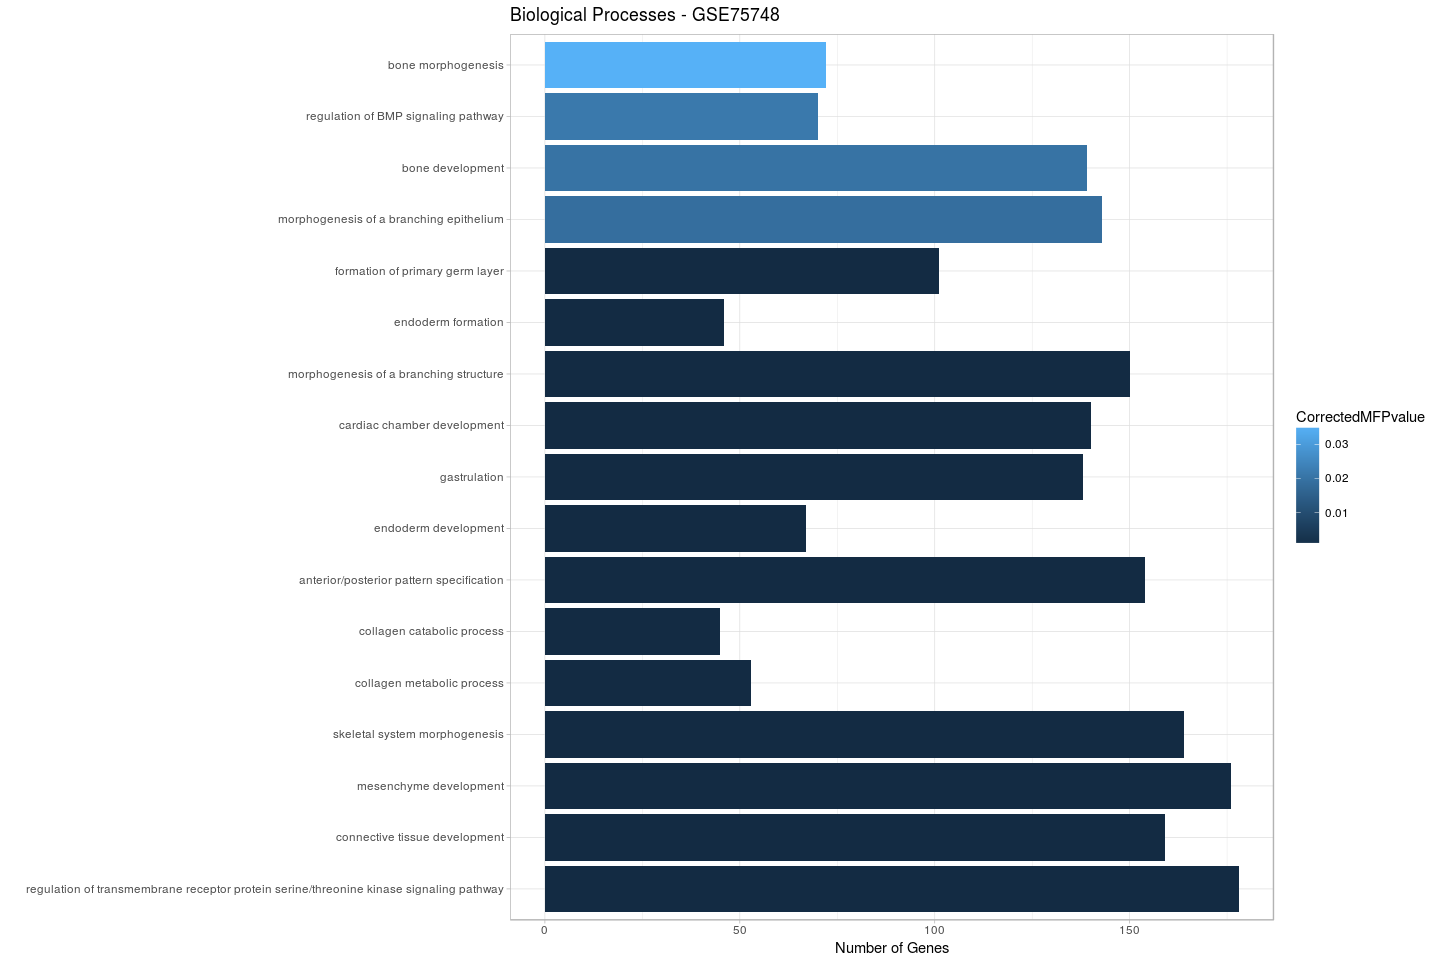 Biological Processes - GSE75748
bone morphogenesis
regulation of BMP signaling pathway
bone development
morphogenesis of a branching epithelium
formation of primary germ layer
endoderm formation
morphogenesis of a branching structure
cardiac chamber development
gastrulation
endoderm development
anterior/posterior pattern specification
collagen catabolic process
collagen metabolic process
skeletal system morphogenesis
mesenchyme development
connective tissue development
regulation of transmembrane receptor protein serine/threonine kinase signaling pathway
0 50 100 150
Number of Genes
CorrectedMFPvalue
0.03
0.02
0.01